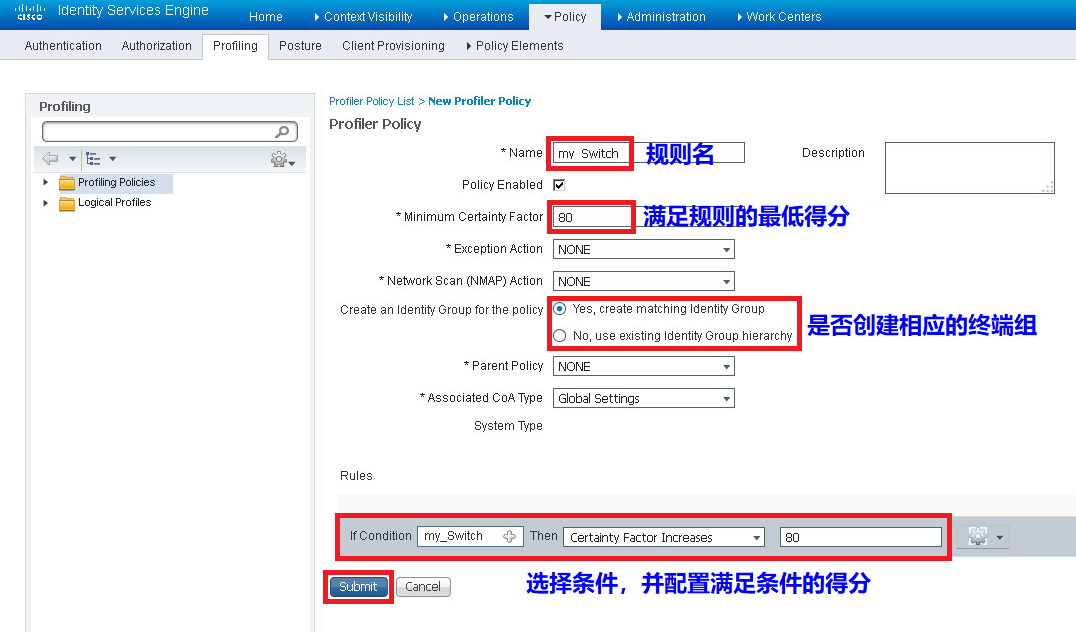 CISCO Identity Services Engine Home Context Visibility Operations Policy Administration Work Centers
Authentication Authorization Profiling Posture Client Provisioning Policy Elements
Profiling
Profiling Policies
Logical Profiles
Profiler Policy List > New Profiler Policy
Profiler Policy
* Name my_Switch 规则名 Description
Policy Enabled
* Minimum Certainty Factor 80 满足规则的最低得分
* Exception Action NONE
* Network Scan (NMAP) Action NONE
Create an Identity Group for the policy Yes, create matching Identity Group
No, use existing Identity Group hierarchy
是否创建相应的终端组
* Parent Policy NONE
* Associated CoA Type Global Settings
System Type
Rules
If Condition my_Switch Then Certainty Factor Increases 80
Submit Cancel 选择条件，并配置满足条件的得分